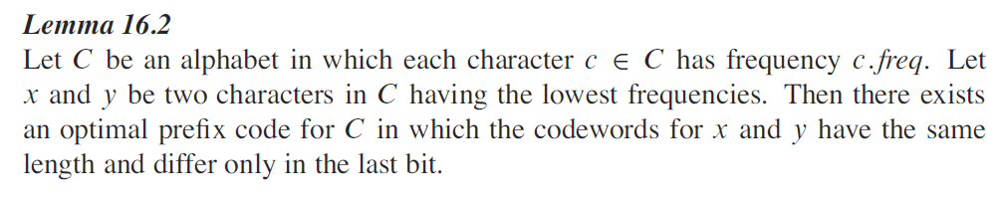 Lemma 16.2
Let C be an alphabet in which each character c ∈ C has frequency c.freq. Let
x and y be two characters in C having the lowest frequencies. Then there exists
an optimal prefix code for C in which the codewords for x and y have the same
length and differ only in the last bit.